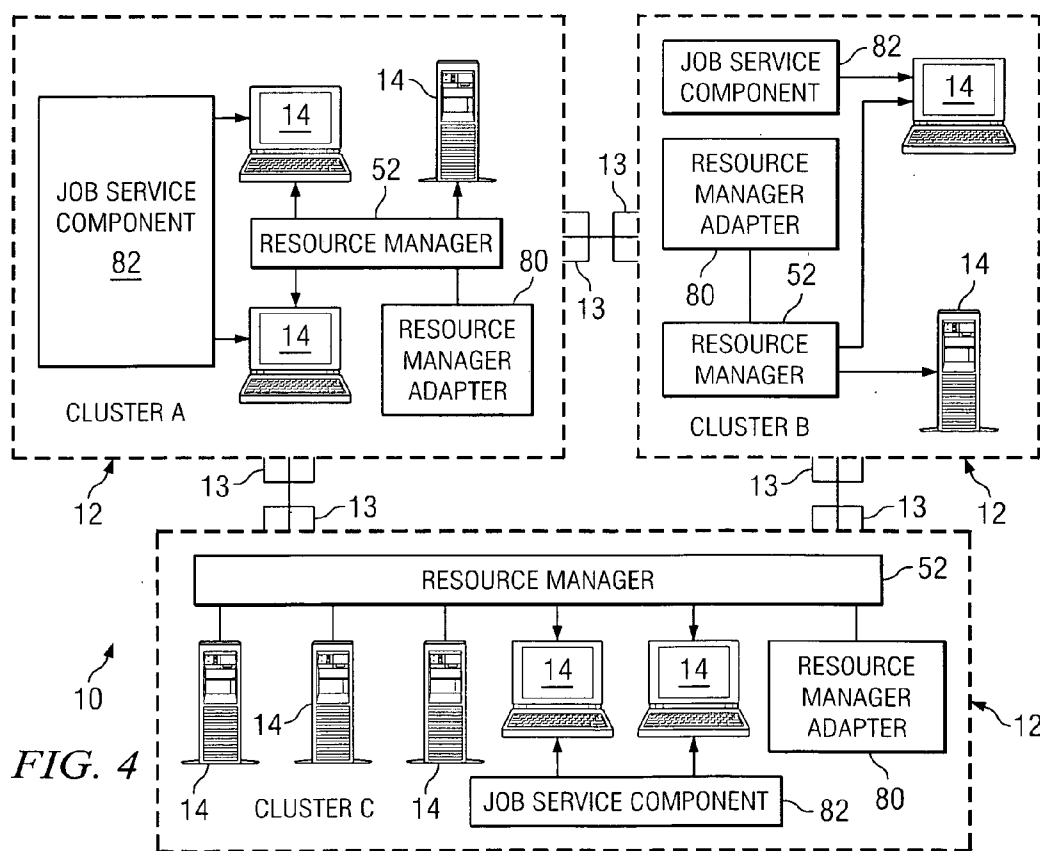 14
14
JOB SERVICE
COMPONENT
82
52
RESOURCE MANAGER
80
14
RESOURCE
MANAGER
ADAPTER
CLUSTER A
12
13
13
82
JOB SERVICE
COMPONENT
14
RESOURCE
MANAGER
ADAPTER
80
52
14
RESOURCE
MANAGER
CLUSTER B
12
13
13
13
13
RESOURCE MANAGER
52
14
14
RESOURCE
MANAGER
ADAPTER
80
12
14
14
14
CLUSTER C
JOB SERVICE COMPONENT
82
10
FIG. 4